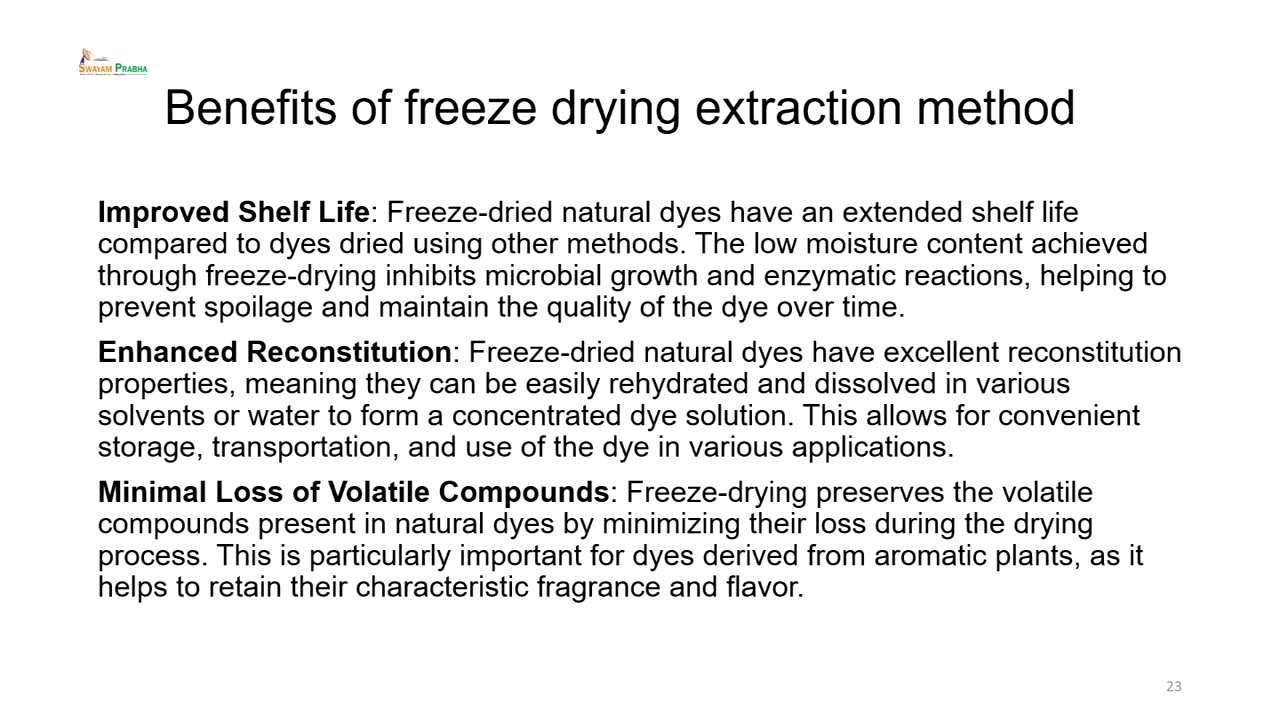 SWAYAM PRABHA
Benefits of freeze drying extraction method
Improved Shelf Life: Freeze-dried natural dyes have an extended shelf life
compared to dyes dried using other methods. The low moisture content achieved
through freeze-drying inhibits microbial growth and enzymatic reactions, helping to
prevent spoilage and maintain the quality of the dye over time.
Enhanced Reconstitution: Freeze-dried natural dyes have excellent reconstitution
properties, meaning they can be easily rehydrated and dissolved in various
solvents or water to form a concentrated dye solution. This allows for convenient
storage, transportation, and use of the dye in various applications.
Minimal Loss of Volatile Compounds: Freeze-drying preserves the volatile
compounds present in natural dyes by minimizing their loss during the drying
process. This is particularly important for dyes derived from aromatic plants, as it
helps to retain their characteristic fragrance and flavor.
23